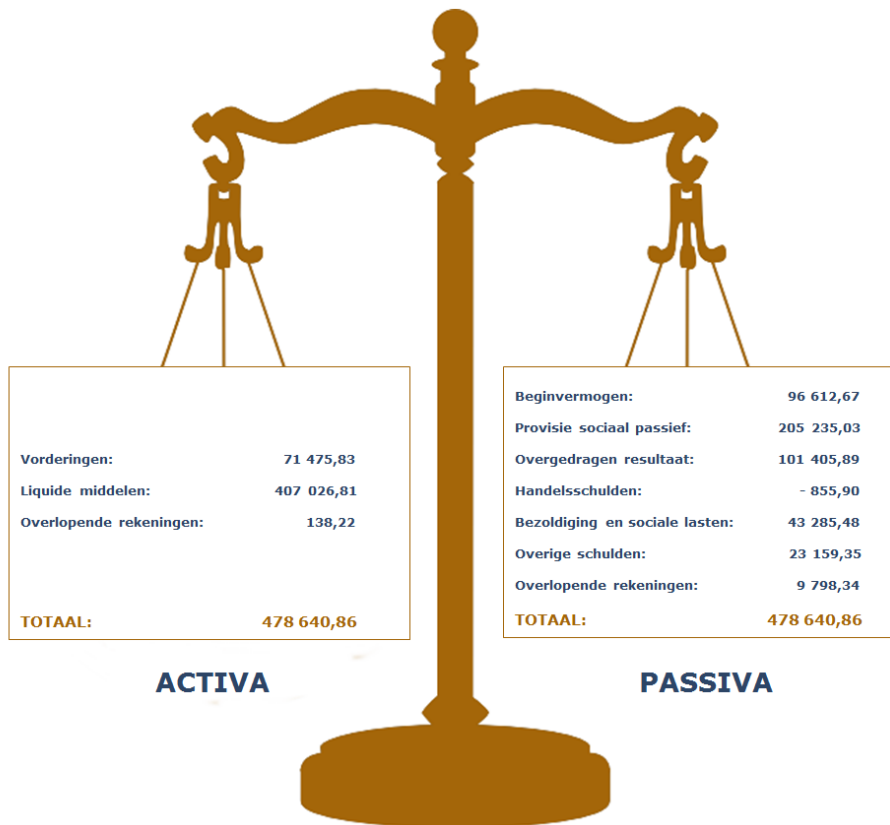 Vorderingen: 71 475,83
Liquide middelen: 407 026,81
Overlopende rekeningen: 138,22
TOTAAL: 478 640,86
ACTIVA
Beginvermogen: 96 612,67
Provisie sociaal passief: 205 235,03
Overgedragen resultaat: 101 405,89
Handelsschulden: - 855,90
Bezoldiging en sociale lasten: 43 285,48
Overige schulden: 23 159,35
Overlopende rekeningen: 9 798,34
TOTAAL: 478 640,86
PASSIVA